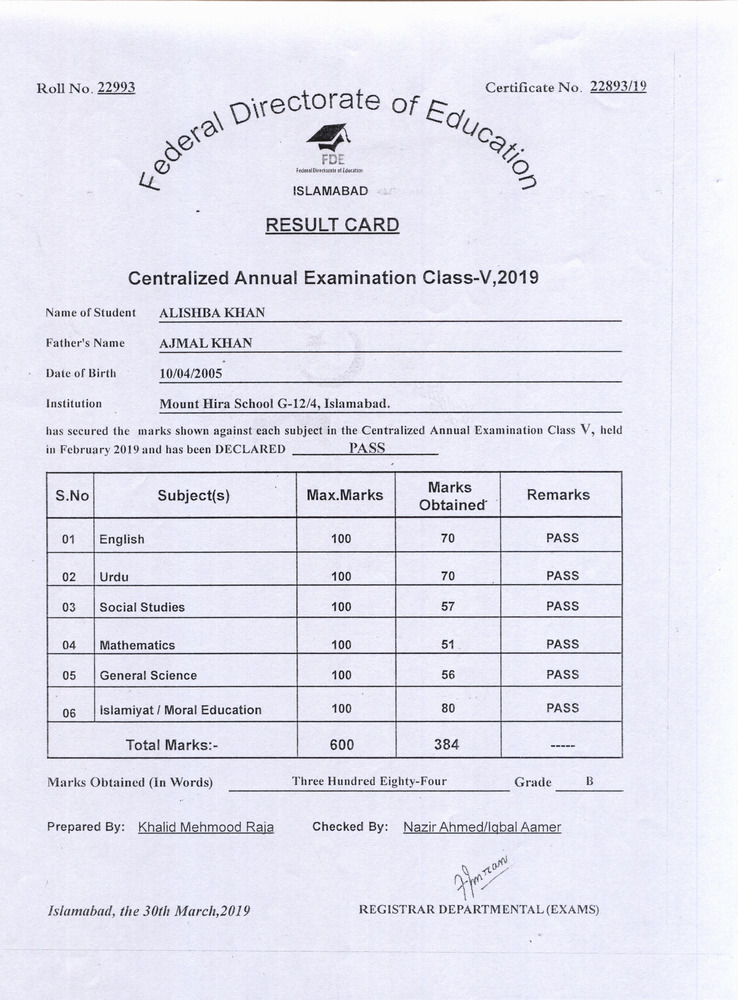 Roll No. 22993
Certificate No. 22893/19
Federal Directorate of Education
FDE
Federal Directorate of Education
ISLAMABAD
RESULT CARD
Centralized Annual Examination Class-V,2019
Name of Student ALISHBA KHAN
Father's Name AJMAL KHAN
Date of Birth 10/04/2005
Institution Mount Hira School G-12/4, Islamabad.
has secured the marks shown against each subject in the Centralized Annual Examination Class V, held
in February 2019 and has been DECLARED PASS
S.No Subject(s) Max.Marks Marks Obtained Remarks
01 English 100 70 PASS
02 Urdu 100 70 PASS
03 Social Studies 100 57 PASS
04 Mathematics 100 51 PASS
05 General Science 100 56 PASS
06 Islamiyat / Moral Education 100 80 PASS
Total Marks:- 600 384 -----
Marks Obtained (In Words) Three Hundred Eighty-Four Grade B
Prepared By: Khalid Mehmood Raja Checked By: Nazir Ahmed/Iqbal Aamer
Islamabad, the 30th March,2019 REGISTRAR DEPARTMENTAL (EXAMS)